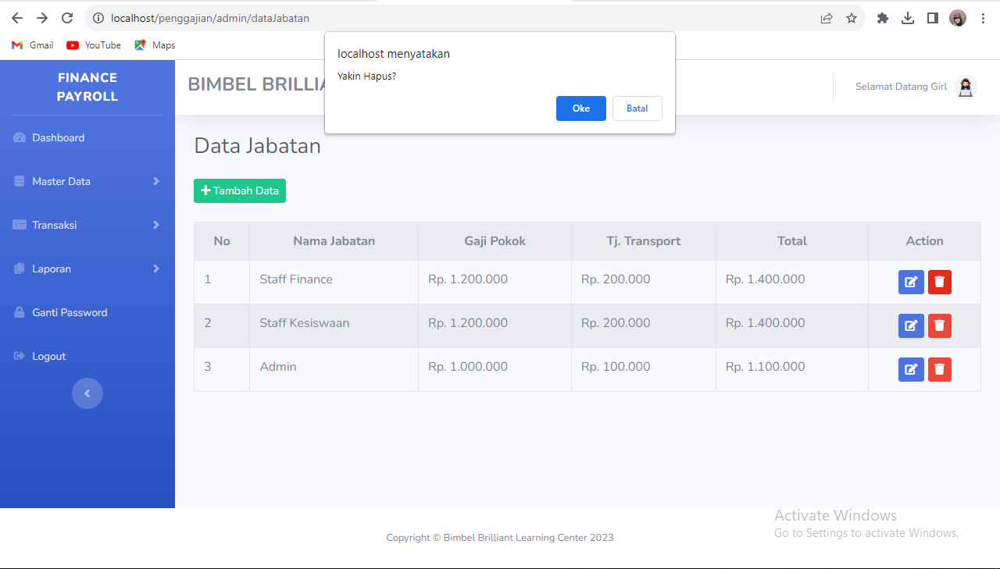 localhost/penggajian/admin/dataJabatan
Gmail YouTube Maps
localhost menyatakan
Yakin Hapus?
Oke Batal
FINANCE
PAYROLL
BIMBEL BRILLIA
Selamat Datang Girl
Dashboard
Master Data
Transaksi
Laporan
Ganti Password
Logout
Data Jabatan
Tambah Data
No Nama Jabatan Gaji Pokok Tj. Transport Total Action
1 Staff Finance Rp. 1.200.000 Rp. 200.000 Rp. 1.400.000
2 Staff Kesiswaan Rp. 1.200.000 Rp. 200.000 Rp. 1.400.000
3 Admin Rp. 1.000.000 Rp. 100.000 Rp. 1.100.000
Activate Windows
Go to Settings to activate Windows.
Copyright © Bimbel Brilliant Learning Center 2023